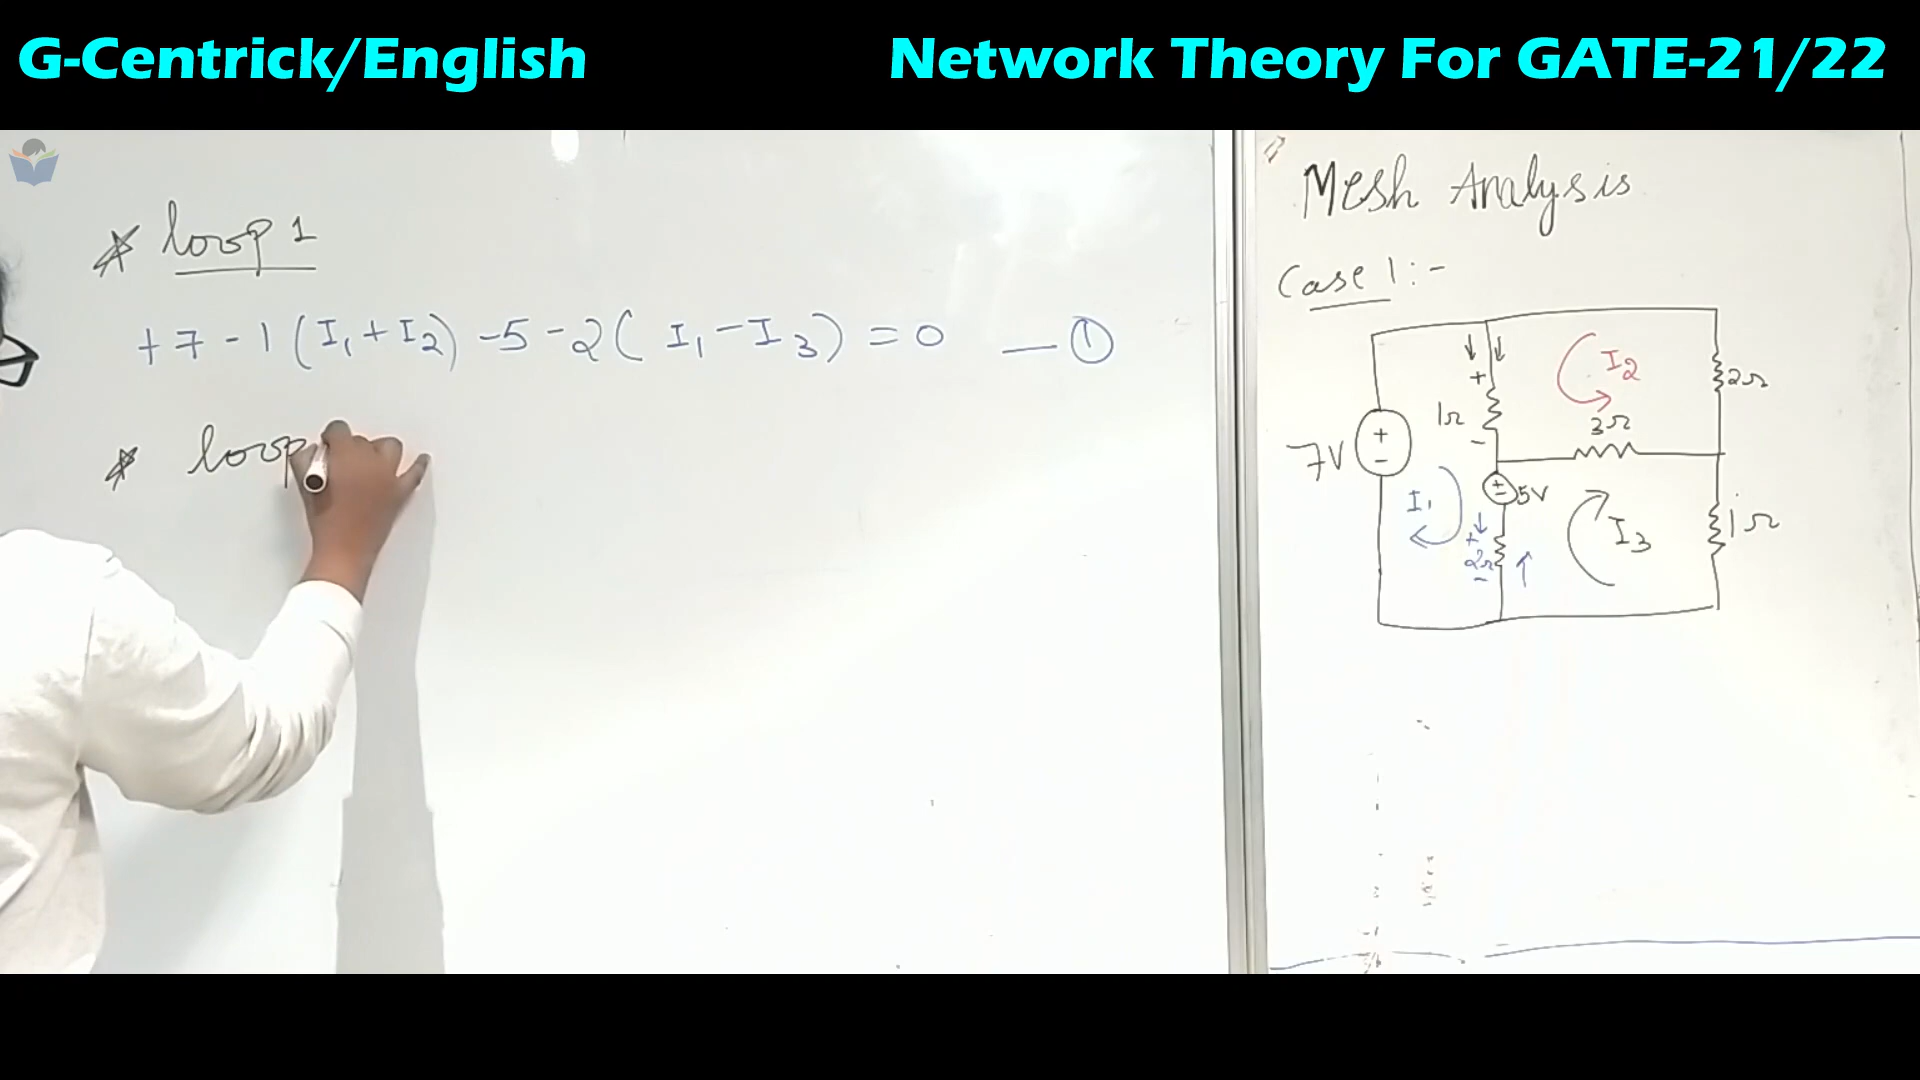 G-Centrick/English
Network Theory For GATE-21/22
loop 1
+7 - 1 (I₁ + I₂) - 5 - 2( I₁ - I₃) = 0 — ①
loop
Mesh Analysis
Case 1 :-
I₂
2Ω
1Ω
3Ω
7V
+
-
I₁
± 5V
I₃
1Ω
+
2Ω
-